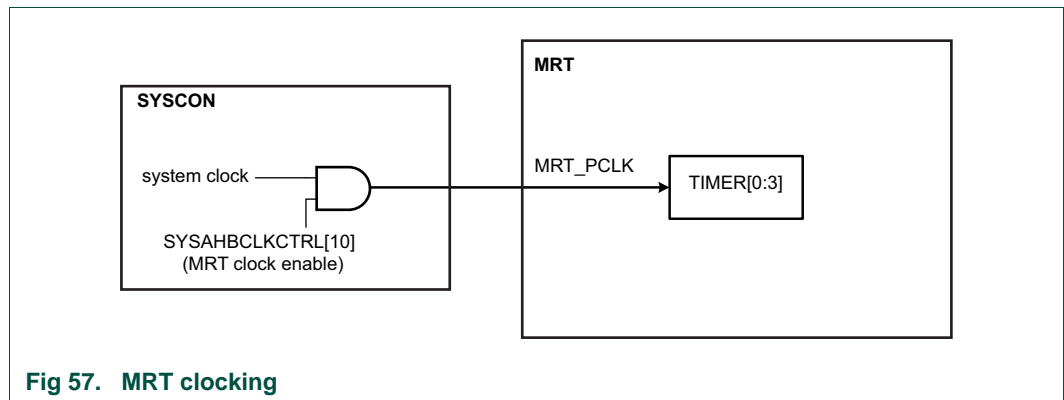 MRT
SYSCON
system clock
MRT_PCLK
TIMER[0:3]
SYSAHBCLKCTRL[10]
(MRT clock enable)
Fig 57. MRT clocking